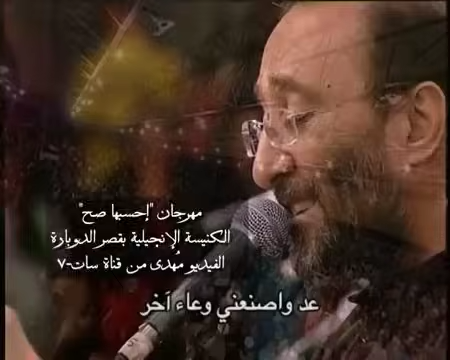 مهرجان "إحسبها صح"
الكنيسة الإنجيلية بقصر الدوبارة
الفيديو مُهدى من قناة سات-٧
عد واصنعني وعاء آخر